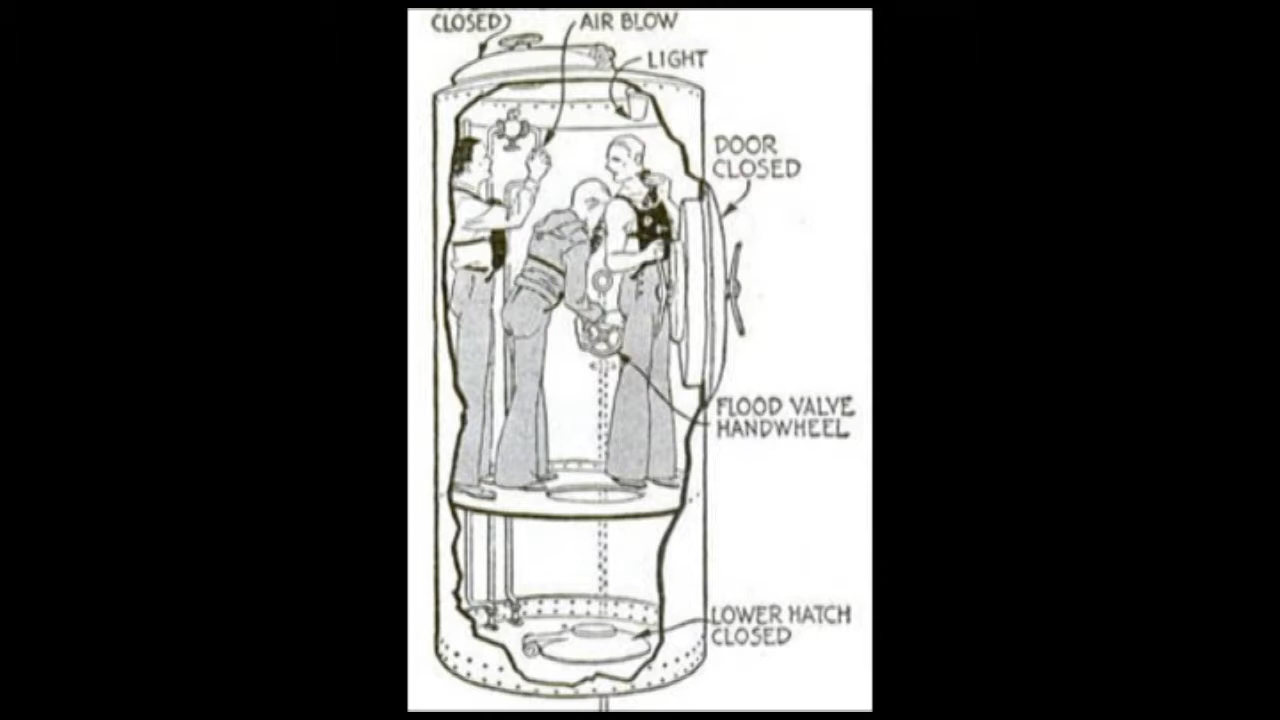 CLOSED)
AIR BLOW
LIGHT
DOOR
CLOSED
FLOOD VALVE
HANDWHEEL
LOWER HATCH
CLOSED